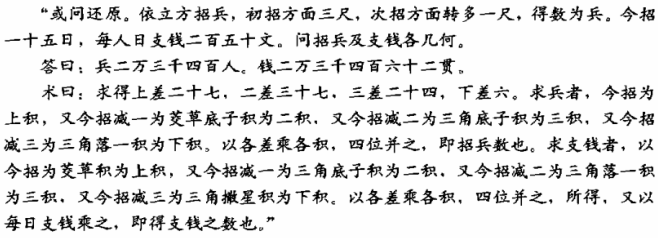 “或问还原。依立方招兵，初招方面三尺，次招方面转多一尺，得数为兵。今招
一十五日，每人日支钱二百五十文。问招兵及支钱各几何。
答曰：兵二万三千四百人。钱二万三千四百六十二贯。
术曰：求得上差二十七，二差三十七，三差二十四，下差六。求兵者，今招为
上积，又今招减一为茭草底子积为二积，又今招减二为三角底子积为三积，又今招
减三为三角落一积为下积。以各差乘各积，四位并之，即招兵数也。求支钱者，以
今招为茭草积为上积，又今招减一为三角底子积为二积，又今招减二为三角落一积
为三积，又今招减三为三角撒星积为下积。以各差乘各积，四位并之，所得，又以
每日支钱乘之，即得支钱之数也。”